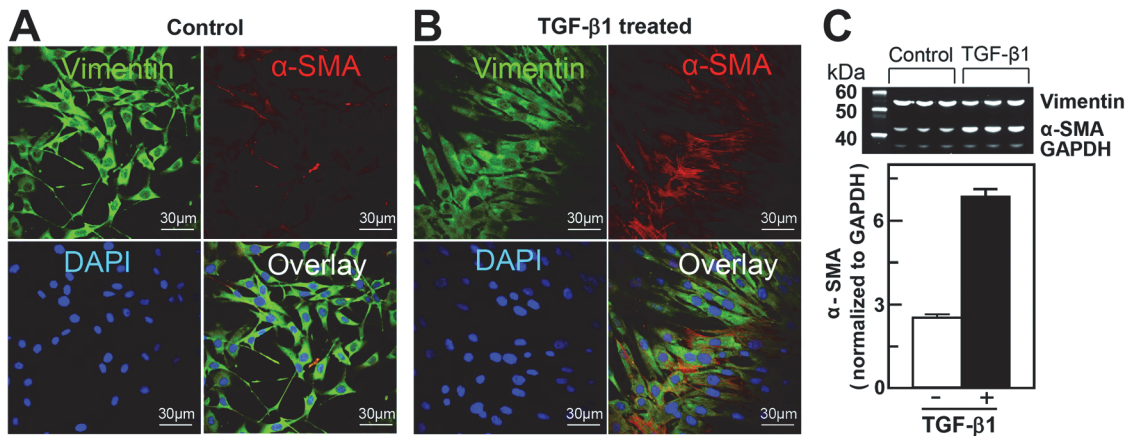 A
Control
Vimentin
α-SMA
30μm
30μm
DAPI
Overlay
30μm
30μm
B
TGF-β1 treated
Vimentin
α-SMA
30μm
30μm
DAPI
Overlay
30μm
30μm
C
Control TGF-β1
kDa
60
50
40
Vimentin
α-SMA
GAPDH
α- SMA
(normalized to GAPDH)
6
3
0
- +
TGF-β1